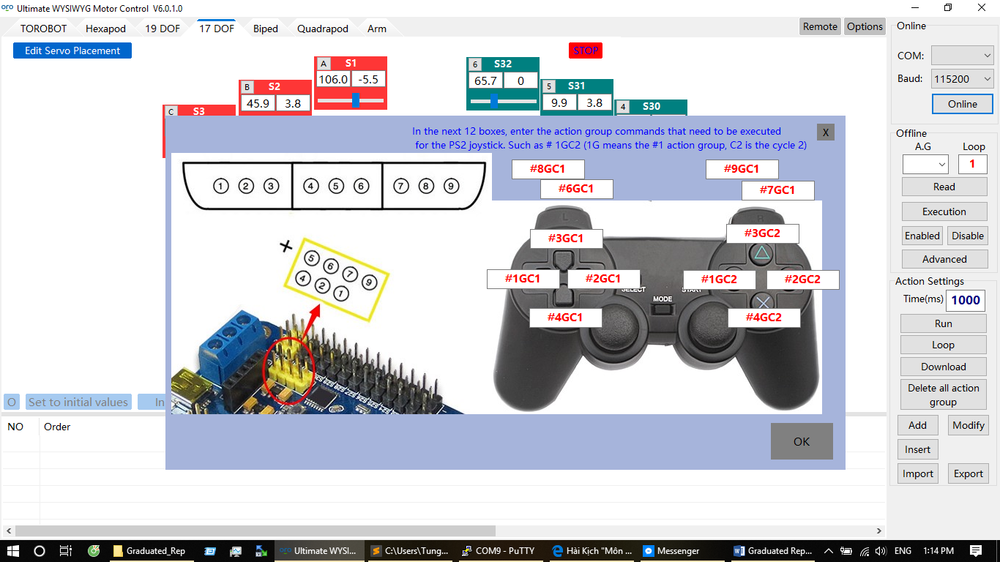 oro Ultimate WYSIWYG Motor Control V6.0.1.0
TOROBOT Hexapod 19 DOF 17 DOF Biped Quadrapod Arm Remote Options
Edit Servo Placement
STOP
A S1
106.0 -5.5
B S2
45.9 3.8
C S3
6 S32
65.7 0
5 S31
9.9 3.8
4 S30
In the next 12 boxes, enter the action group commands that need to be executed
for the PS2 joystick. Such as # 1GC2 (1G means the #1 action group, C2 is the cycle 2)
X
1 2 3 4 5 6 7 8 9
+
5 6 7 9
4 2 1
#8GC1 #9GC1
#6GC1 #7GC1
L R
#3GC1 #3GC2
#1GC1 #2GC1 #1GC2 #2GC2
SELECT START
MODE
#4GC1 #4GC2
OK
O Set to initial values In
NO Order
Online
COM:
Baud: 115200
Online
Offline
A.G Loop
1
Read
Execution
Enabled Disable
Advanced
Action Settings
Time(ms) 1000
Run
Loop
Download
Delete all action
group
Add Modify
Insert
Import Export
Graduated_Rep
oro Ultimate WYSI...
C:\Users\Tung...
COM9 - PuTTY
Hài Kịch "Môn ...
Messenger
Graduated Rep...
ENG 1:14 PM